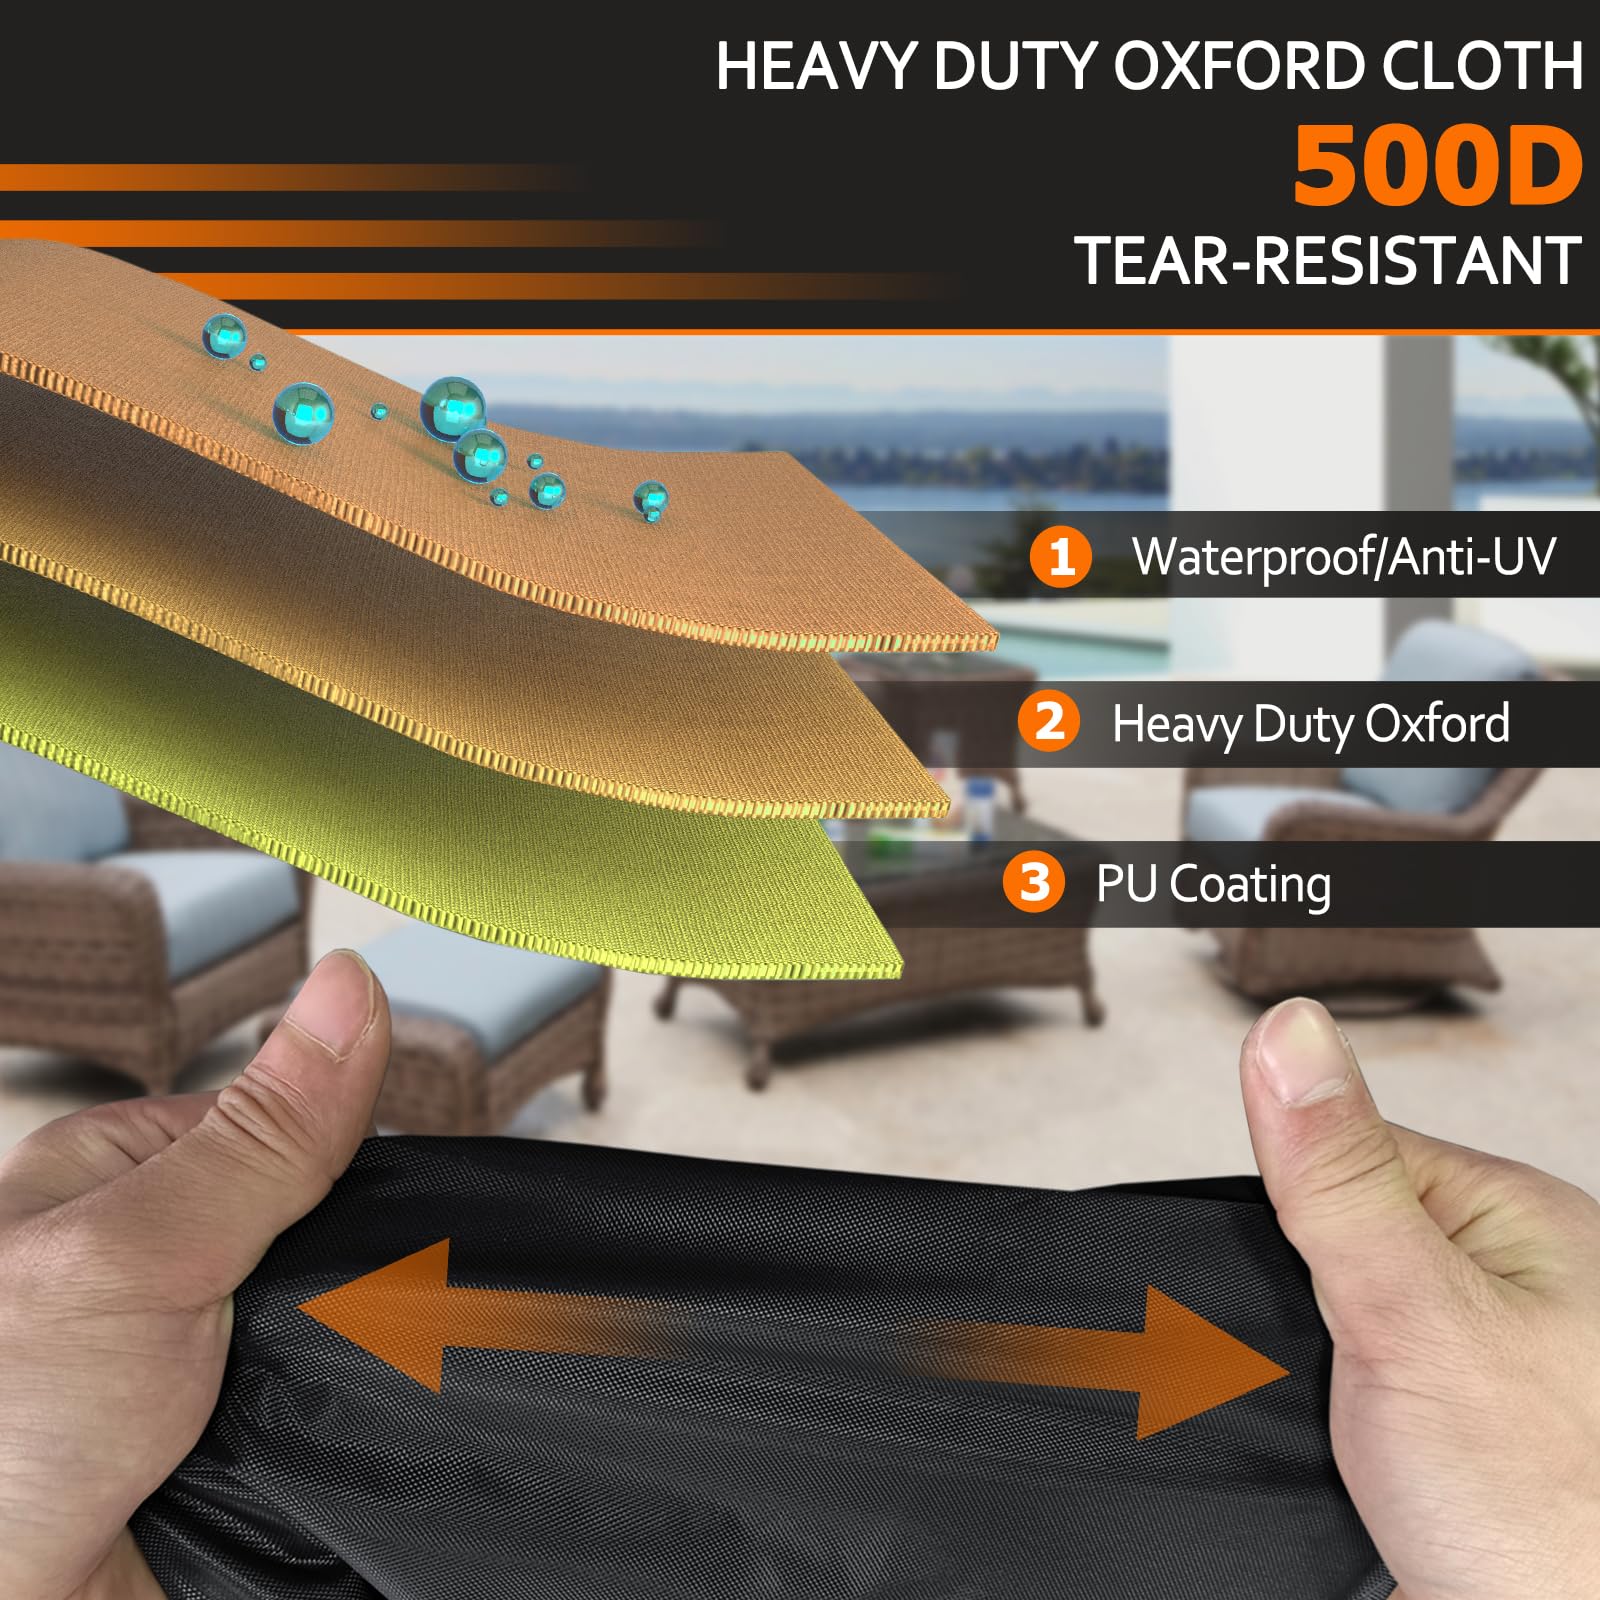 HEAVY DUTY OXFORD CLOTH
500D
TEAR-RESISTANT
1 Waterproof/Anti-UV
2 Heavy Duty Oxford
3 PU Coating